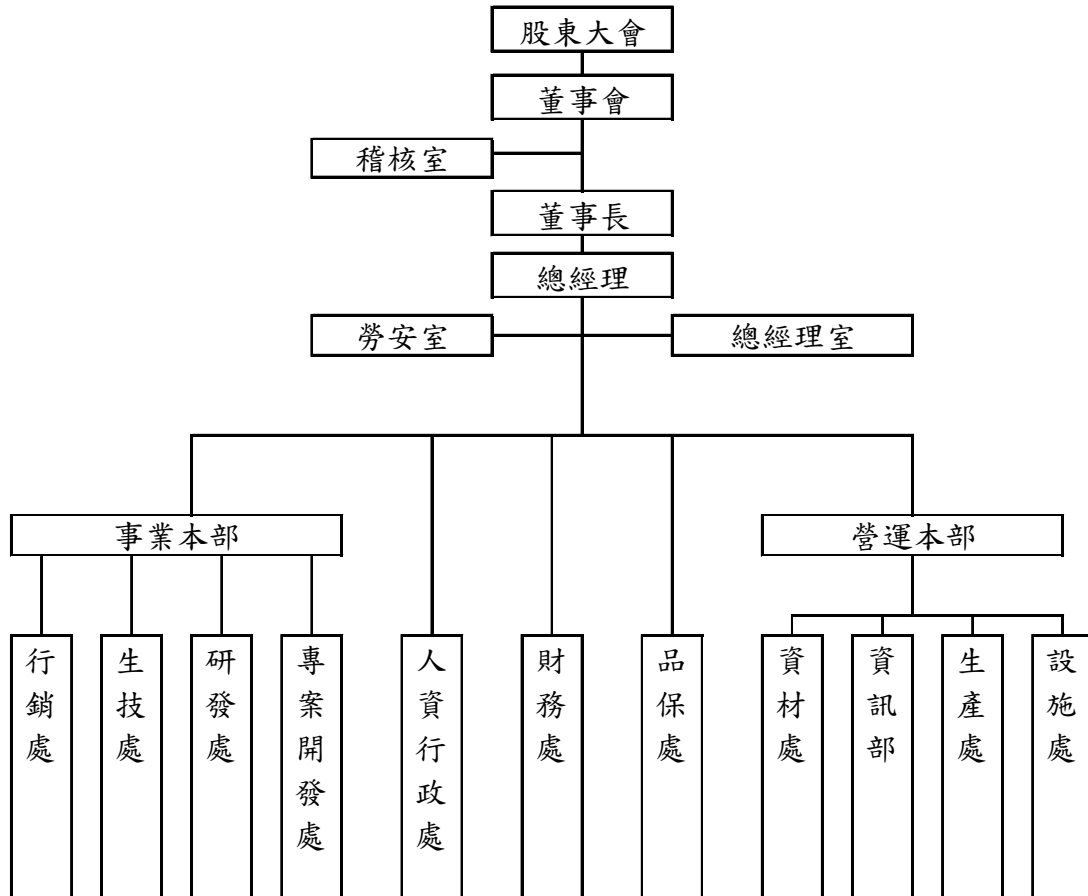 股東大會
董事會
稽核室
董事長
總經理
勞安室
總經理室
事業本部
營運本部
行銷處
生技處
研發處
專案開發處
人資行政處
財務處
品保處
資材處
資訊部
生產處
設施處